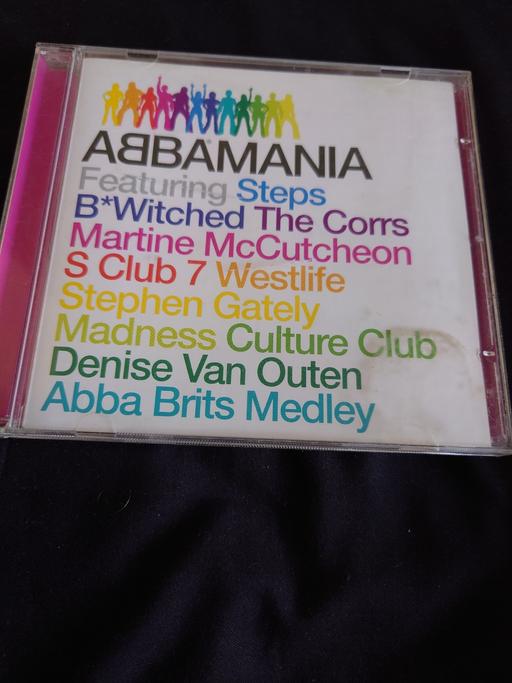 ABBAMANIA
Featuring Steps
B*Witched The Corrs
Martine McCutcheon
S Club 7 Westlife
Stephen Gately
Madness Culture Club
Denise Van Outen
Abba Brits Medley